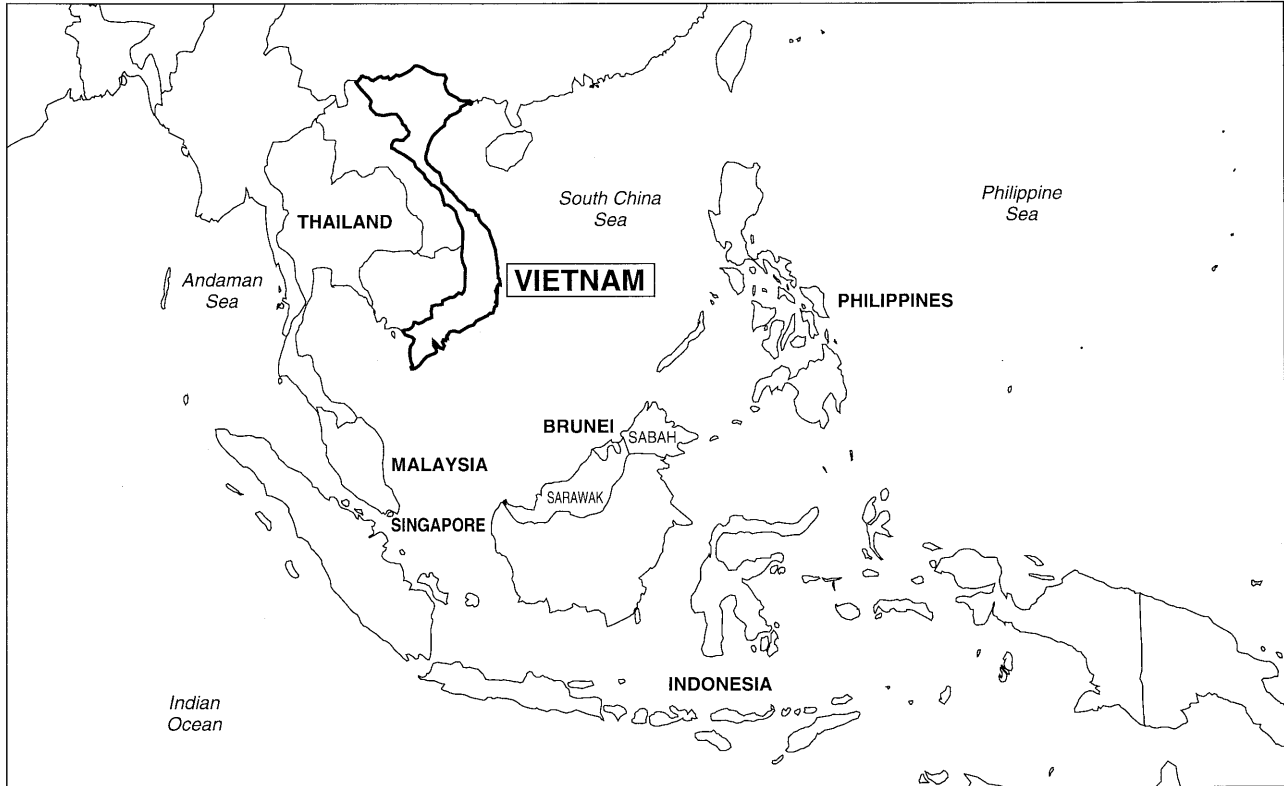 South China
Sea
Philippine
Sea
THAILAND
Andaman
Sea
VIETNAM
PHILIPPINES
BRUNEI
SABAH
MALAYSIA
SARAWAK
SINGAPORE
INDONESIA
Indian
Ocean